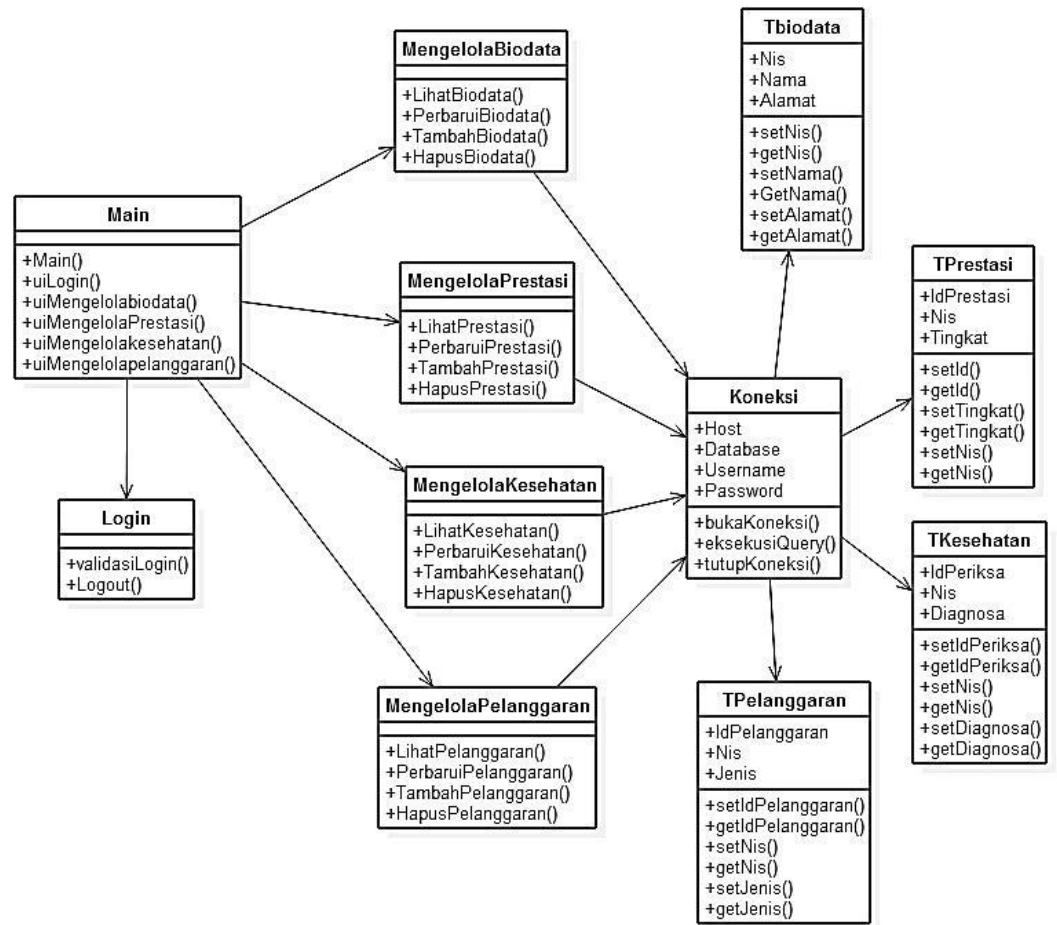 Main
+Main()
+uiLogin()
+uiMengelolabiodata()
+uiMengelolaPrestasi()
+uiMengelolakesehatan()
+uiMengelolapelanggaran()
Login
+validasiLogin()
+Logout()
MengelolaBiodata
+LihatBiodata()
+PerbaruiBiodata()
+TambahBiodata()
+HapusBiodata()
MengelolaPrestasi
+LihatPrestasi()
+PerbaruiPrestasi()
+TambahPrestasi()
+HapusPrestasi()
MengelolaKesehatan
+LihatKesehatan()
+PerbaruiKesehatan()
+TambahKesehatan()
+HapusKesehatan()
MengelolaPelanggaran
+LihatPelanggaran()
+PerbaruiPelanggaran()
+TambahPelanggaran()
+HapusPelanggaran()
Koneksi
+Host
+Database
+Username
+Password
+bukaKoneksi()
+eksekusiQuery()
+tutupKoneksi()
Tbiodata
+Nis
+Nama
+Alamat
+setNis()
+getNis()
+setNama()
+GetNama()
+setAlamat()
+getAlamat()
TPrestasi
+IdPrestasi
+Nis
+Tingkat
+setId()
+getId()
+setTingkat()
+getTingkat()
+setNis()
+getNis()
TKesehatan
+IdPeriksa
+Nis
+Diagnosa
+setIdPeriksa()
+getIdPeriksa()
+setNis()
+getNis()
+setDiagnosa()
+getDiagnosa()
TPelanggaran
+IdPelanggaran
+Nis
+Jenis
+setIdPelanggaran()
+getIdPelanggaran()
+setNis()
+getNis()
+setJenis()
+getJenis()